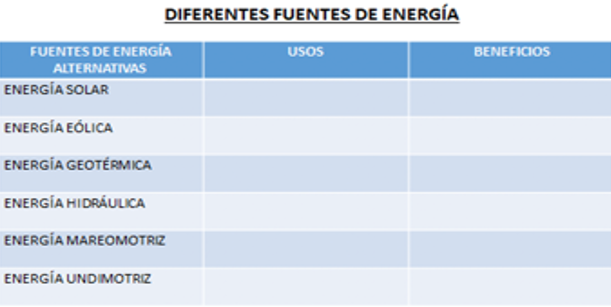 DIFERENTES FUENTES DE ENERGÍA
FUENTES DE ENERGÍA ALTERNATIVAS
USOS
BENEFICIOS
ENERGÍA SOLAR
ENERGÍA EÓLICA
ENERGÍA GEOTÉRMICA
ENERGÍA HIDRÁULICA
ENERGÍA MAREOMOTRIZ
ENERGÍA UNDIMOTRIZ